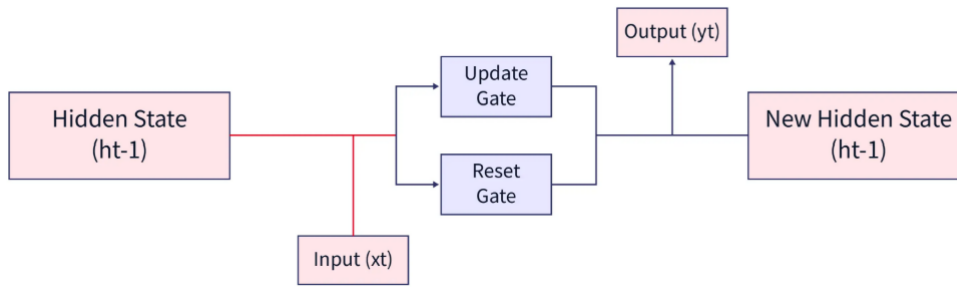 Output (yt)
Update
Gate
Hidden State
(ht-1)
New Hidden State
(ht-1)
Reset
Gate
Input (xt)